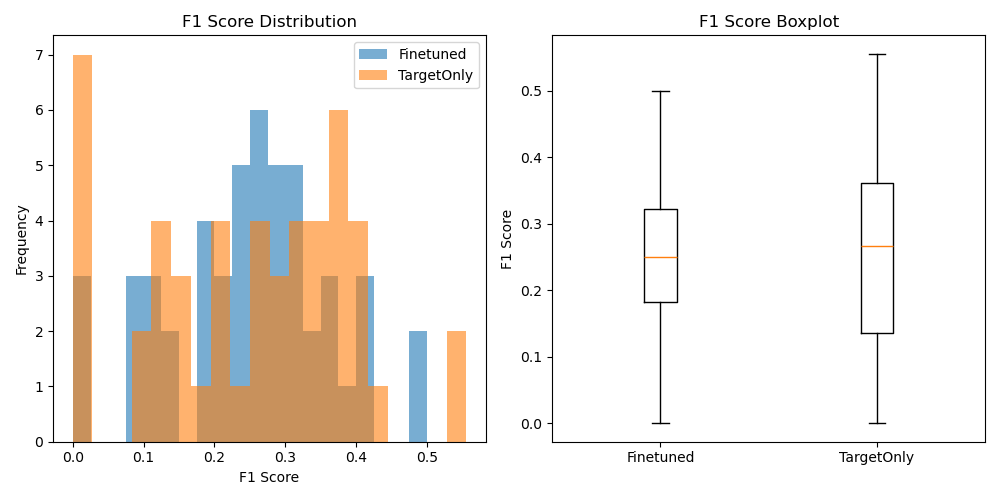 F1 Score Distribution
Finetuned
TargetOnly
Frequency
7
6
5
4
3
2
1
0
0.0 0.1 0.2 0.3 0.4 0.5
F1 Score
F1 Score Boxplot
F1 Score
0.5
0.4
0.3
0.2
0.1
0.0
Finetuned TargetOnly